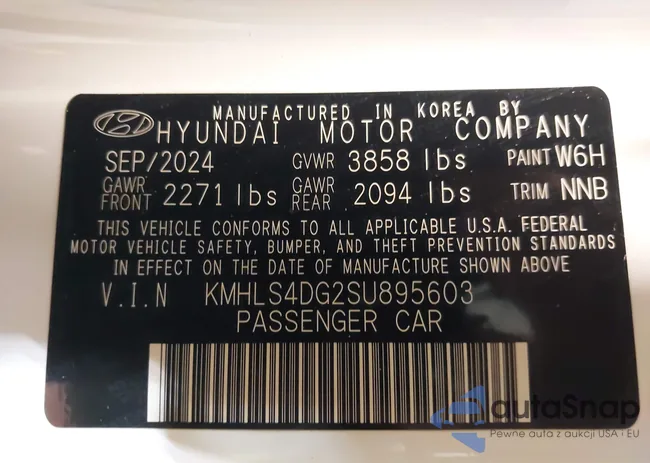 MANUFACTURED IN KOREA BY
HYUNDAI MOTOR COMPANY
SEP/2024 GVWR 3858 lbs PAINT W6H
GAWR FRONT 2271 lbs GAWR REAR 2094 lbs TRIM NNB
THIS VEHICLE CONFORMS TO ALL APPLICABLE U.S.A. FEDERAL
MOTOR VEHICLE SAFETY, BUMPER, AND THEFT PREVENTION STANDARDS
IN EFFECT ON THE DATE OF MANUFACTURE SHOWN ABOVE
V.I.N KMHLS4DG2SU895603
PASSENGER CAR
autaSnap
Pewne auta z aukcji USA i EU